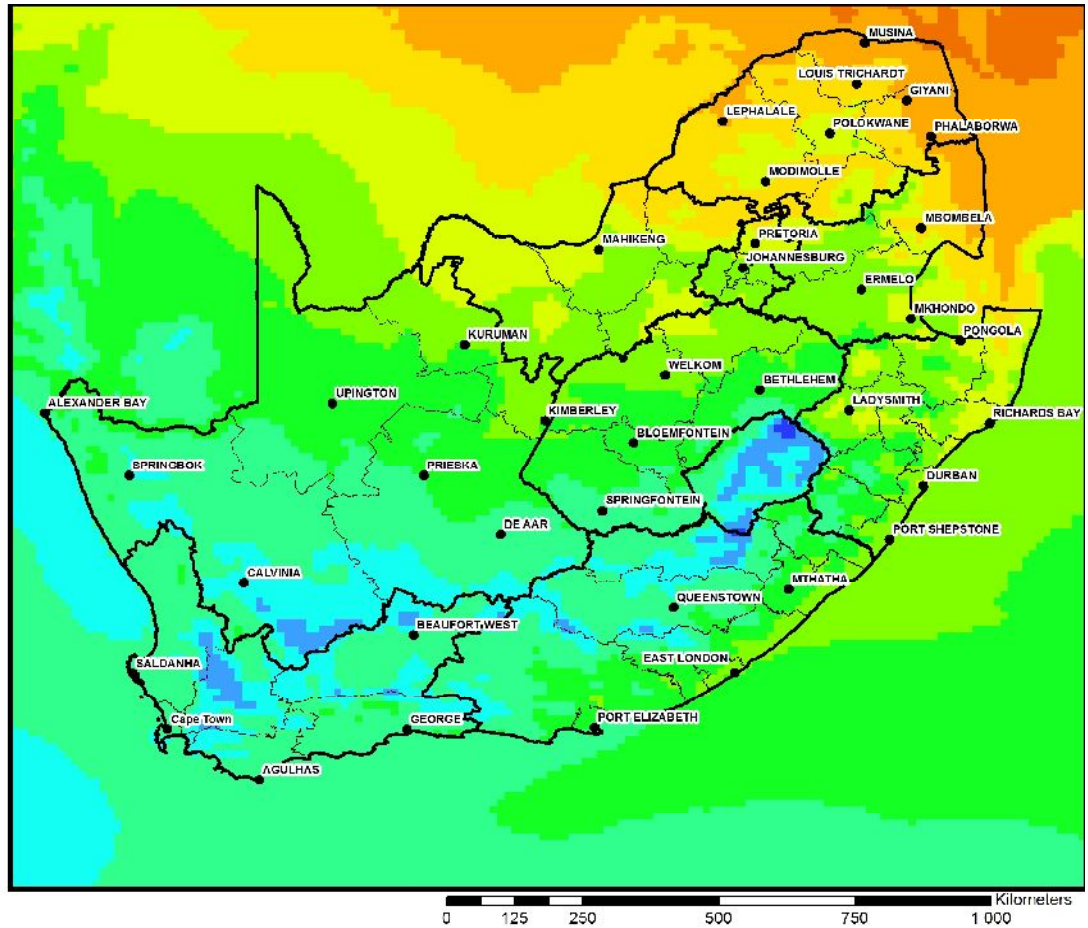 MUSINA
LOUIS TRICHARDT
GIYANI
LEPHALALE
POLOKWANE
PHALABORWA
MODIMOLLE
MBOMBELA
PRETORIA
MAHIKENG
JOHANNESBURG
ERMELO
MKHONDO
PONGOLA
KURUMAN
WELKOM
BETHLEHEM
UPINGTON
ALEXANDER BAY
LADYSMITH
KIMBERLEY
RICHARDS BAY
BLOEMFONTEIN
SPRINGBOK
PRIESKA
DURBAN
SPRINGFONTEIN
DE AAR
PORT SHEPSTONE
CALVINIA
MTHATHA
QUEENSTOWN
BEAUFORT WEST
SALDANHA
EAST LONDON
Cape Town
GEORGE
PORT ELIZABETH
AGULHAS
Kilometers
0 125 250 500 750 1 000